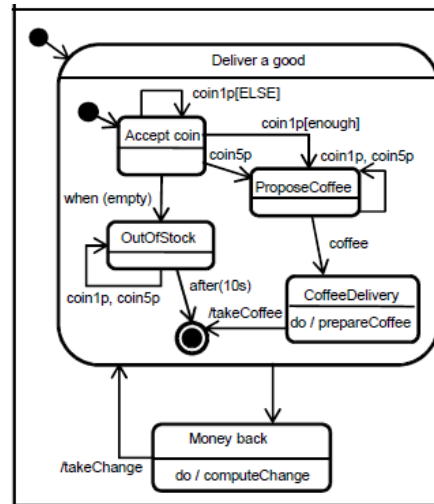 Deliver a good
coin1p[ELSE]
Accept coin
coin1p[enough]
coin5p
coin1p, coin5p
ProposeCoffee
when (empty)
OutOfStock
coffee
coin1p, coin5p
after(10s)
CoffeeDelivery
/takeCoffee
do / prepareCoffee
Money back
/takeChange
do / computeChange